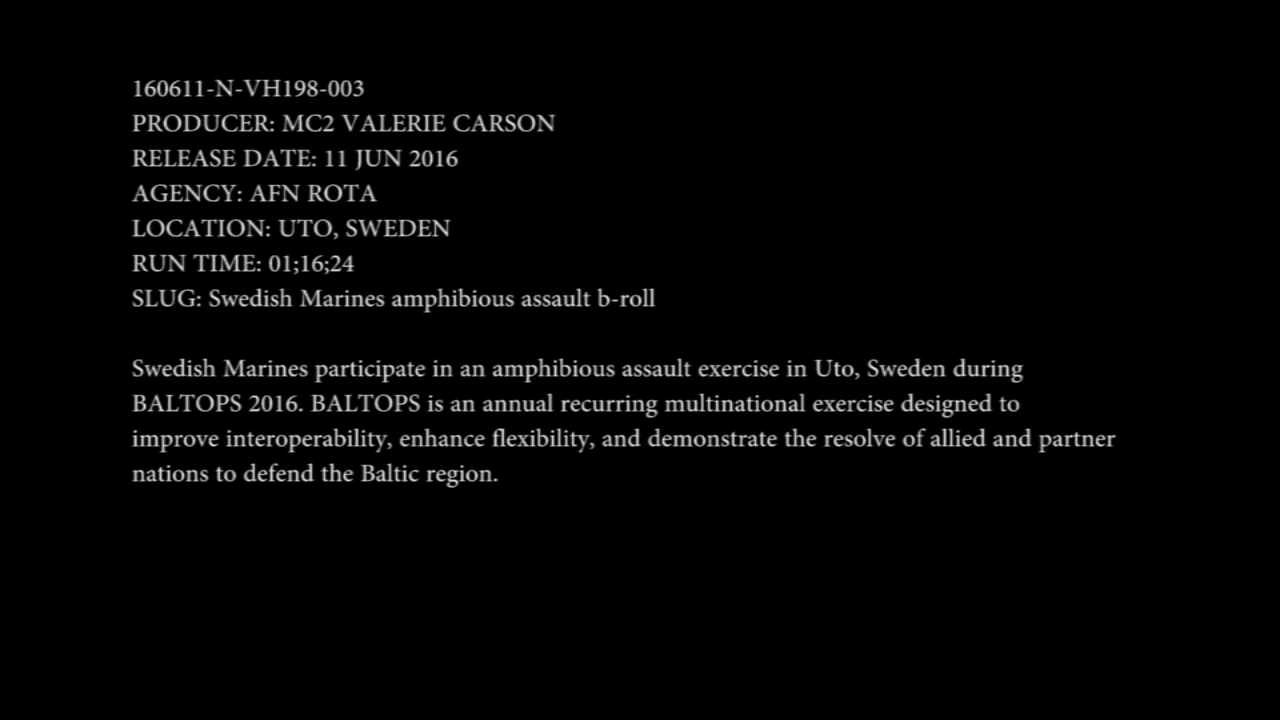 160611-N-VH198-003
PRODUCER: MC2 VALERIE CARSON
RELEASE DATE: 11 JUN 2016
AGENCY: AFN ROTA
LOCATION: UTO, SWEDEN
RUN TIME: 01;16;24
SLUG: Swedish Marines amphibious assault b-roll
Swedish Marines participate in an amphibious assault exercise in Uto, Sweden during
BALTOPS 2016. BALTOPS is an annual recurring multinational exercise designed to
improve interoperability, enhance flexibility, and demonstrate the resolve of allied and partner
nations to defend the Baltic region.